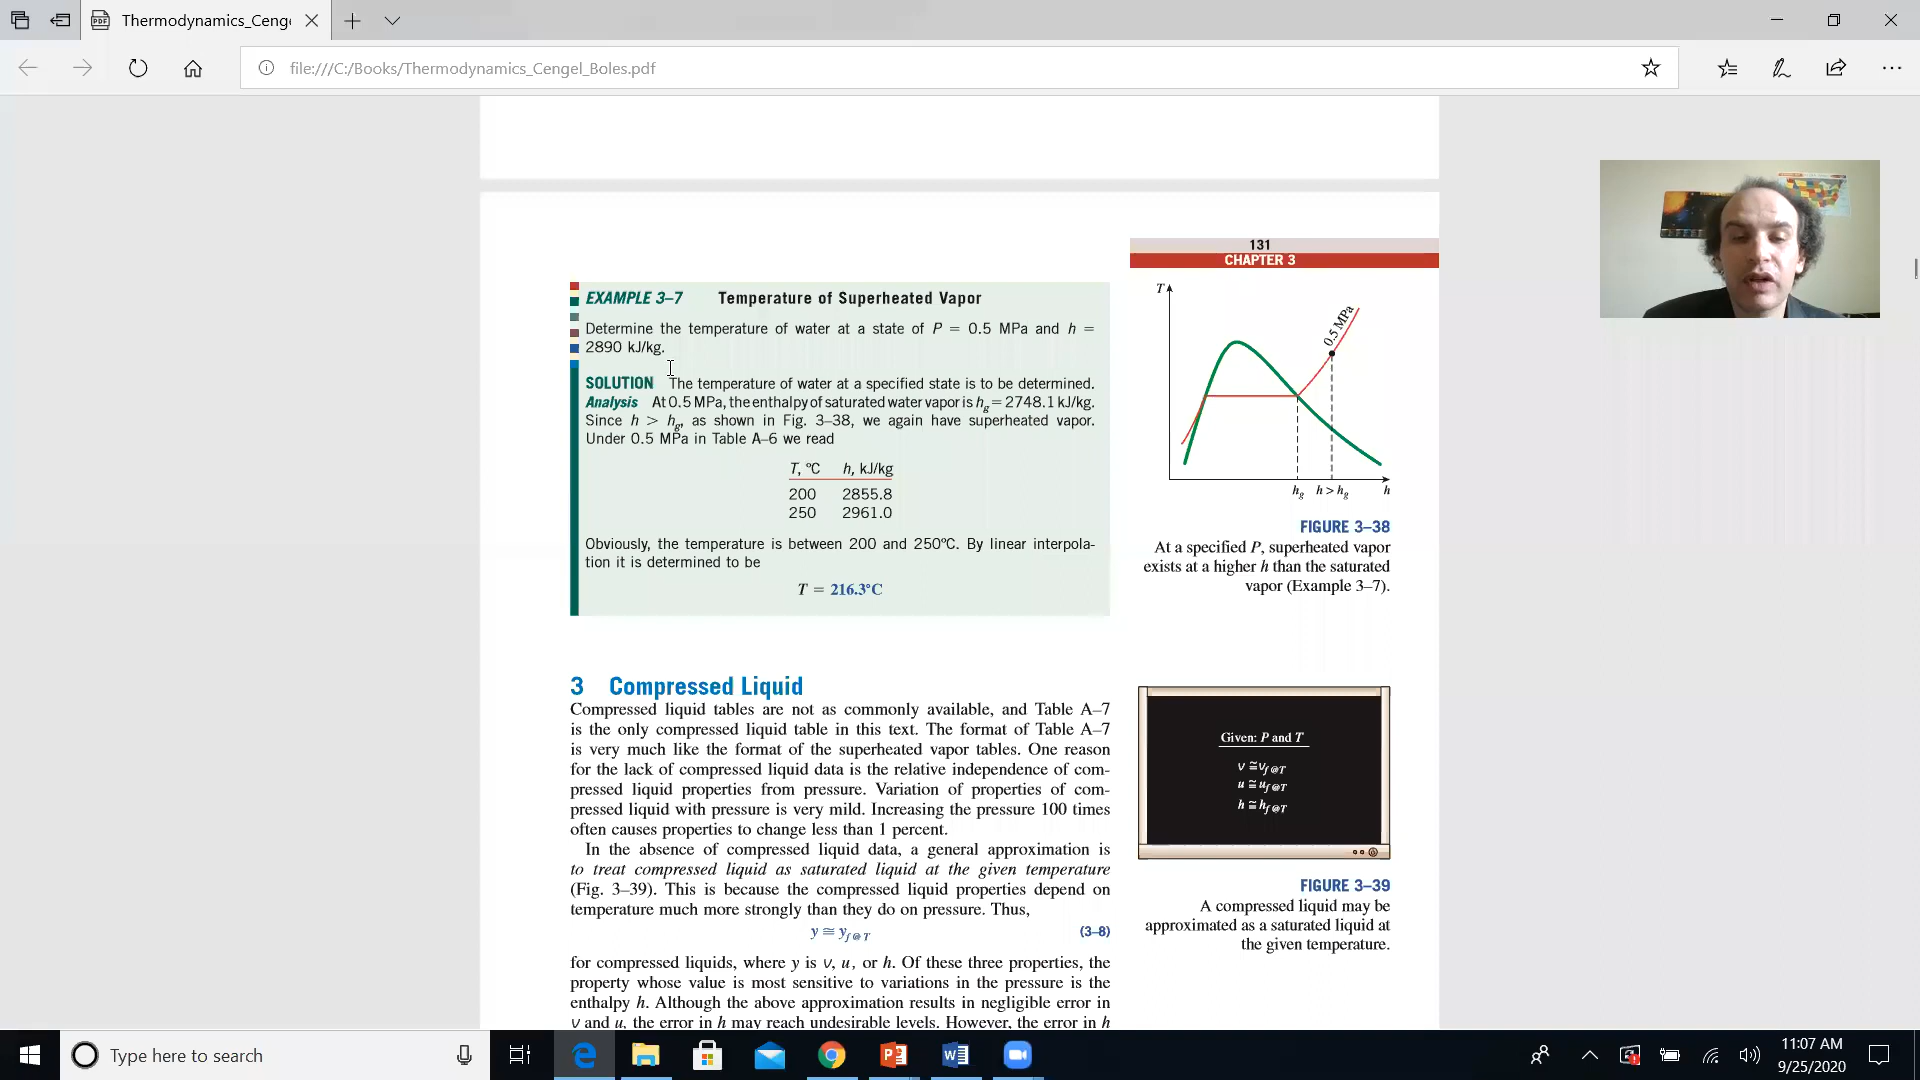 Thermodynamics_Ceng
file:///C:/Books/Thermodynamics_Cengel_Boles.pdf
131
CHAPTER 3
EXAMPLE 3–7 Temperature of Superheated Vapor
Determine the temperature of water at a state of P = 0.5 MPa and h =
2890 kJ/kg.
SOLUTION The temperature of water at a specified state is to be determined.
Analysis At 0.5 MPa, the enthalpy of saturated water vapor is hg = 2748.1 kJ/kg.
Since h > hg, as shown in Fig. 3–38, we again have superheated vapor.
Under 0.5 MPa in Table A–6 we read
T, °C h, kJ/kg
200 2855.8
250 2961.0
Obviously, the temperature is between 200 and 250°C. By linear interpola-
tion it is determined to be
T = 216.3°C
T
0.5 MPa
hg h > hg h
FIGURE 3–38
At a specified P, superheated vapor
exists at a higher h than the saturated
vapor (Example 3–7).
3 Compressed Liquid
Compressed liquid tables are not as commonly available, and Table A–7
is the only compressed liquid table in this text. The format of Table A–7
is very much like the format of the superheated vapor tables. One reason
for the lack of compressed liquid data is the relative independence of com-
pressed liquid properties from pressure. Variation of properties of com-
pressed liquid with pressure is very mild. Increasing the pressure 100 times
often causes properties to change less than 1 percent.
In the absence of compressed liquid data, a general approximation is
to treat compressed liquid as saturated liquid at the given temperature
(Fig. 3–39). This is because the compressed liquid properties depend on
temperature much more strongly than they do on pressure. Thus,
y ≅ yf @ T (3–8)
for compressed liquids, where y is v, u, or h. Of these three properties, the
property whose value is most sensitive to variations in the pressure is the
enthalpy h. Although the above approximation results in negligible error in
v and u, the error in h may reach undesirable levels. However, the error in h
Given: P and T
v ≅ vf @ T
u ≅ uf @ T
h ≅ hf @ T
FIGURE 3–39
A compressed liquid may be
approximated as a saturated liquid at
the given temperature.
Type here to search
11:07 AM
9/25/2020